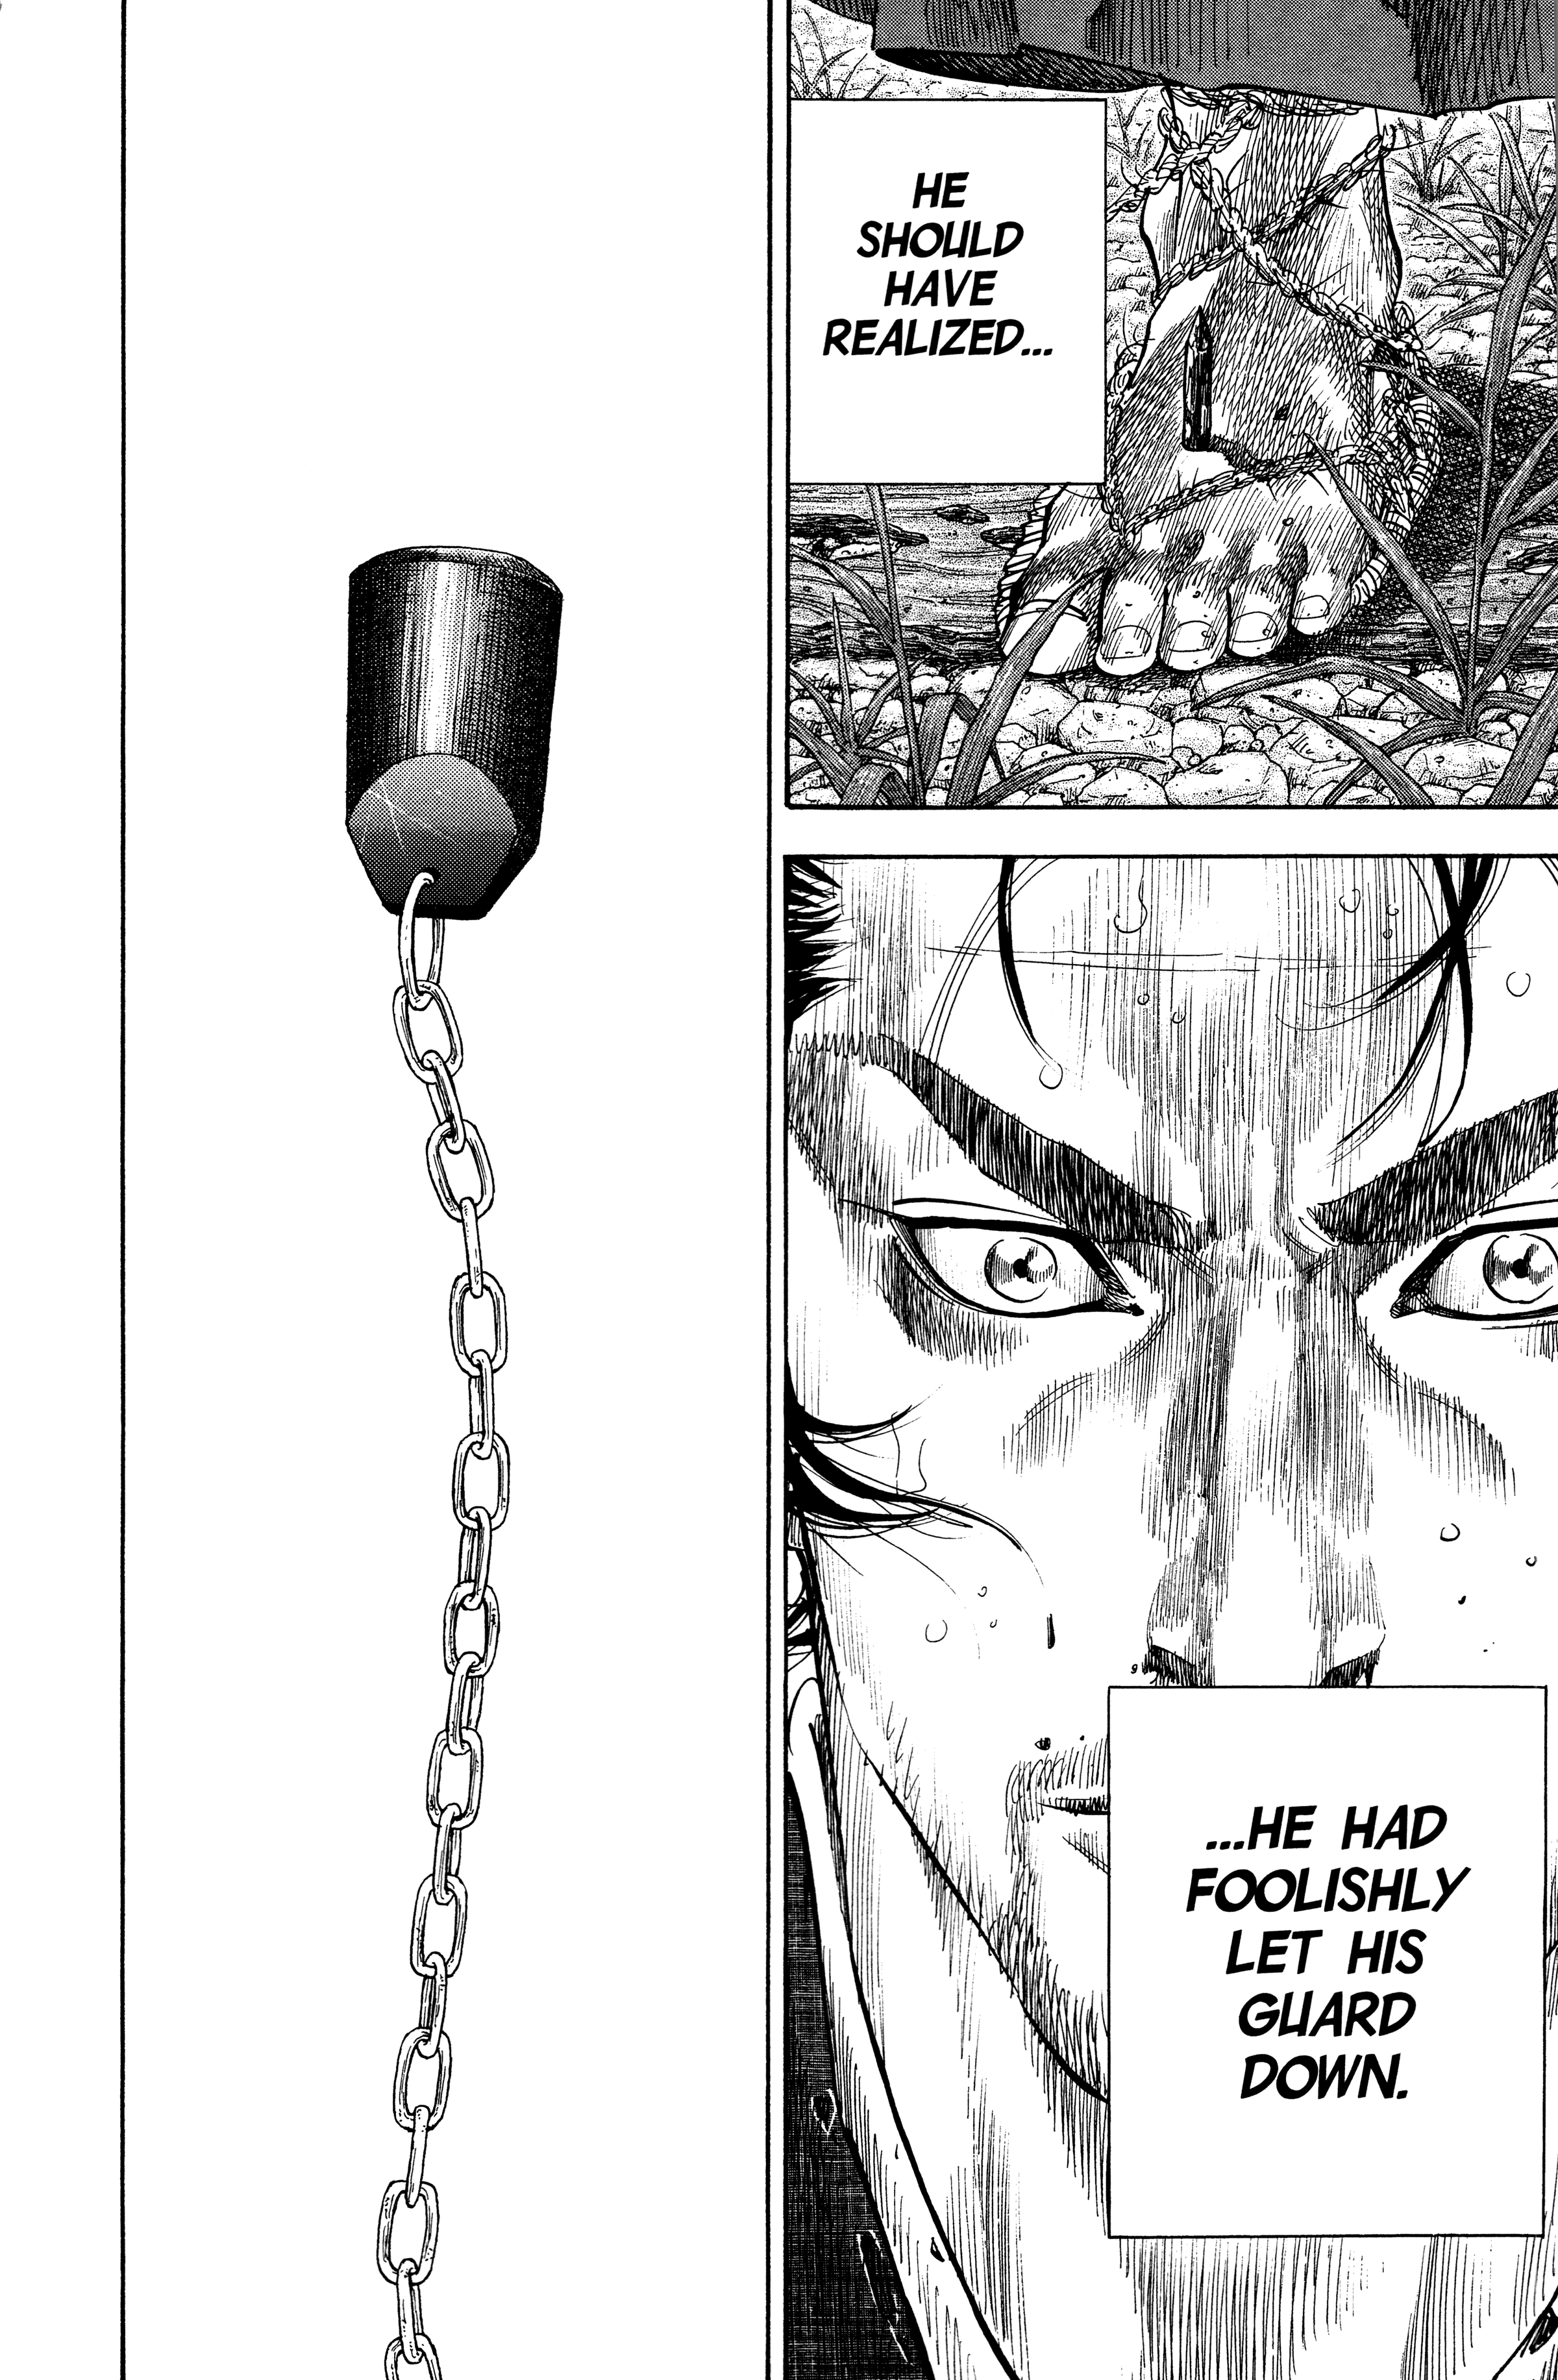 HE
SHOULD
HAVE
REALIZED...
...HE HAD
FOOLISHLY
LET HIS
GUARD
DOWN.